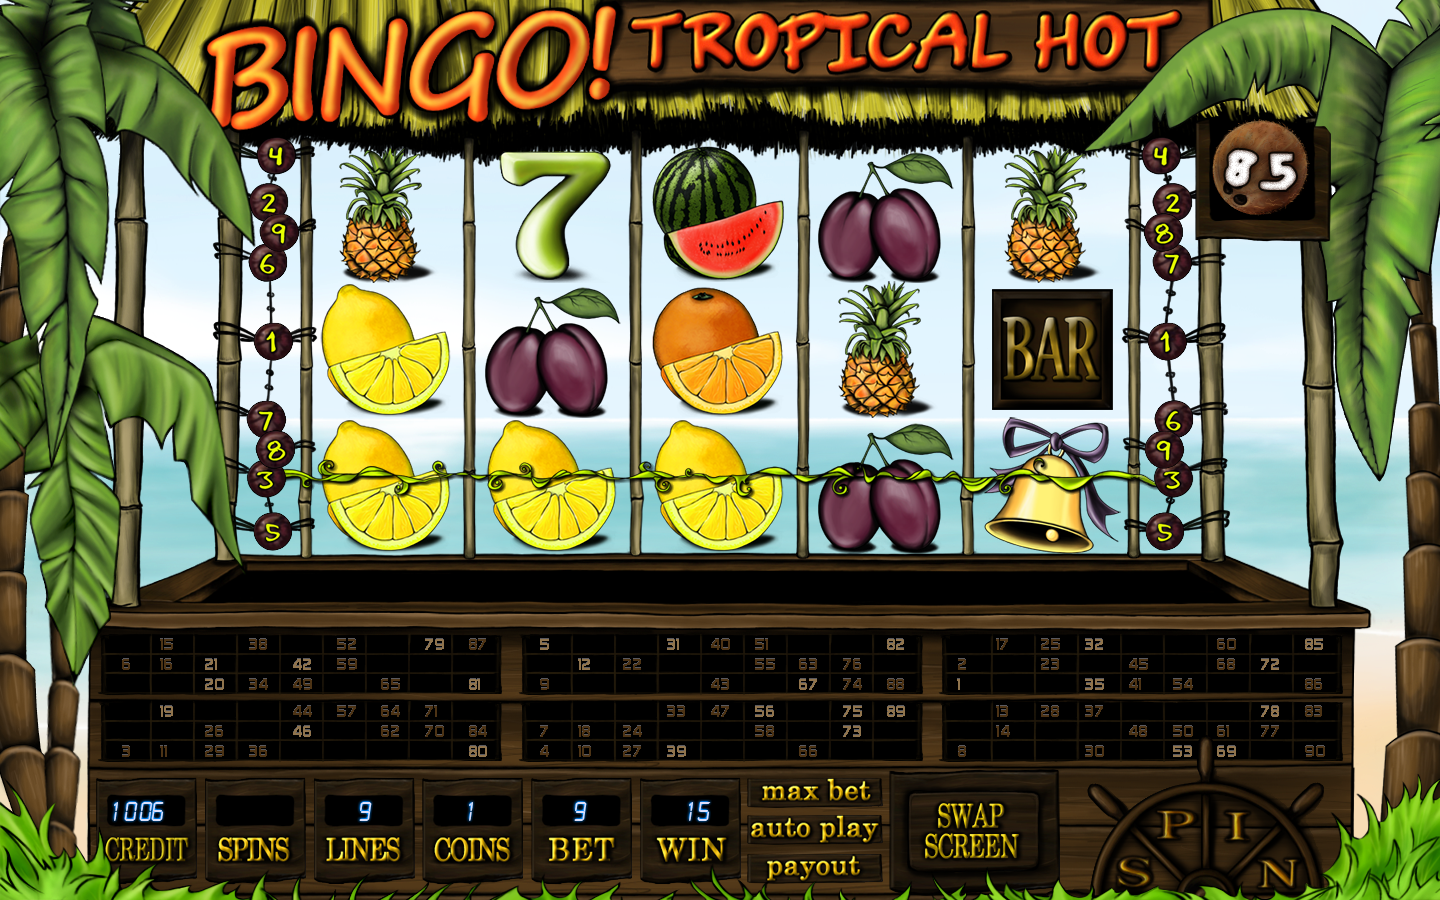 BINGO! TROPICAL HOT
85
4 4
2 2
9 8
6 7
1 1
7 6
8 9
3 3
5 5
7
BAR
15 38 52 79 87
6 16 21 42 59
20 34 49 65 81
5 31 40 51 82
12 22 55 63 76
9 43 67 74 88
17 25 32 60 85
2 23 45 68 72
1 35 41 54 86
19 44 57 64 71
26 46 62 70 84
3 11 29 36 80
33 47 56 75 89
7 18 24 58 73
4 10 27 39 66
13 28 37 78 83
14 48 50 61 77
8 30 53 69 90
1006 9 1 9 15
CREDIT SPINS LINES COINS BET WIN
max bet
auto play
payout
SWAP
SCREEN
SPIN